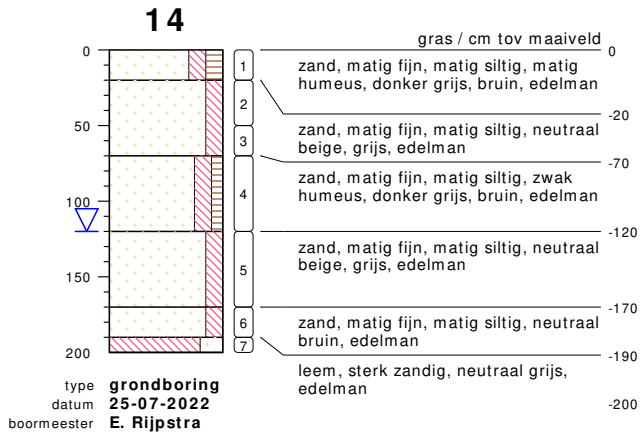 14
gras / cm tov maaiveld
0
0
1
zand, matig fijn, matig siltig, matig
humeus, donker grijs, bruin, edelman
-20
2
50
3
zand, matig fijn, matig siltig, neutraal
beige, grijs, edelman
-70
4
100
zand, matig fijn, matig siltig, zwak
humeus, donker grijs, bruin, edelman
-120
5
150
zand, matig fijn, matig siltig, neutraal
beige, grijs, edelman
-170
6
zand, matig fijn, matig siltig, neutraal
bruin, edelman
-190
7
200
leem, sterk zandig, neutraal grijs,
edelman
-200
type grondboring
datum 25-07-2022
boormeester E. Rijpstra